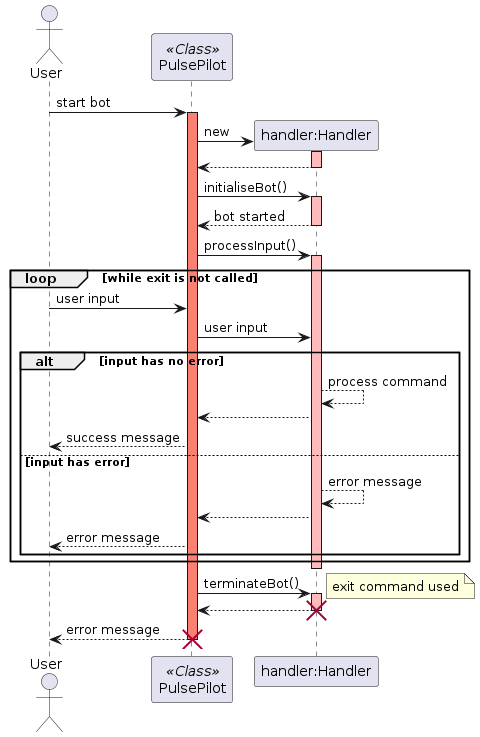 User
«Class»
PulsePilot
start bot
new
handler:Handler
initialiseBot()
bot started
processInput()
loop [while exit is not called]
user input
user input
alt [input has no error]
process command
success message
[input has error]
error message
error message
terminateBot()
exit command used
error message
User
«Class»
PulsePilot
handler:Handler